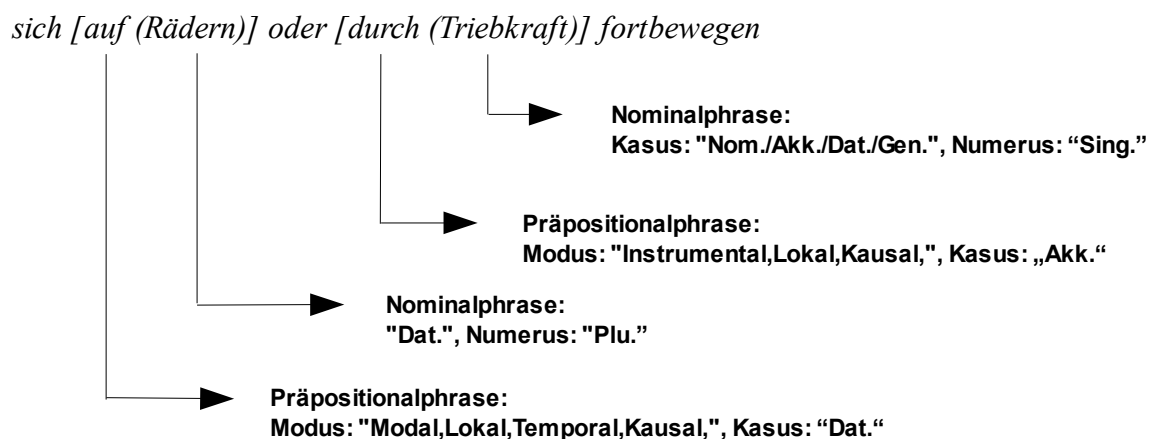 sich [auf (Rädern)] oder [durch (Triebkraft)] fortbewegen
Nominalphrase:
Kasus: "Nom./Akk./Dat./Gen.", Numerus: “Sing.”
Präpositionalphrase:
Modus: "Instrumental,Lokal,Kausal,", Kasus: „Akk.“
Nominalphrase:
"Dat.", Numerus: "Plu.”
Präpositionalphrase:
Modus: "Modal,Lokal,Temporal,Kausal,", Kasus: “Dat.“